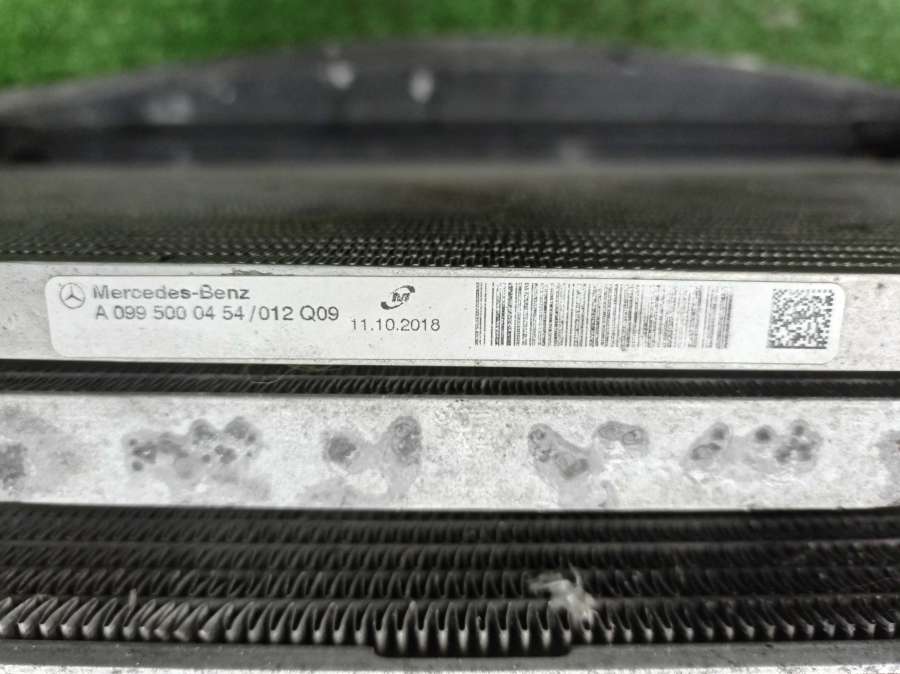 Mercedes-Benz
A 099 500 04 54/012 Q09
M
11.10.2018